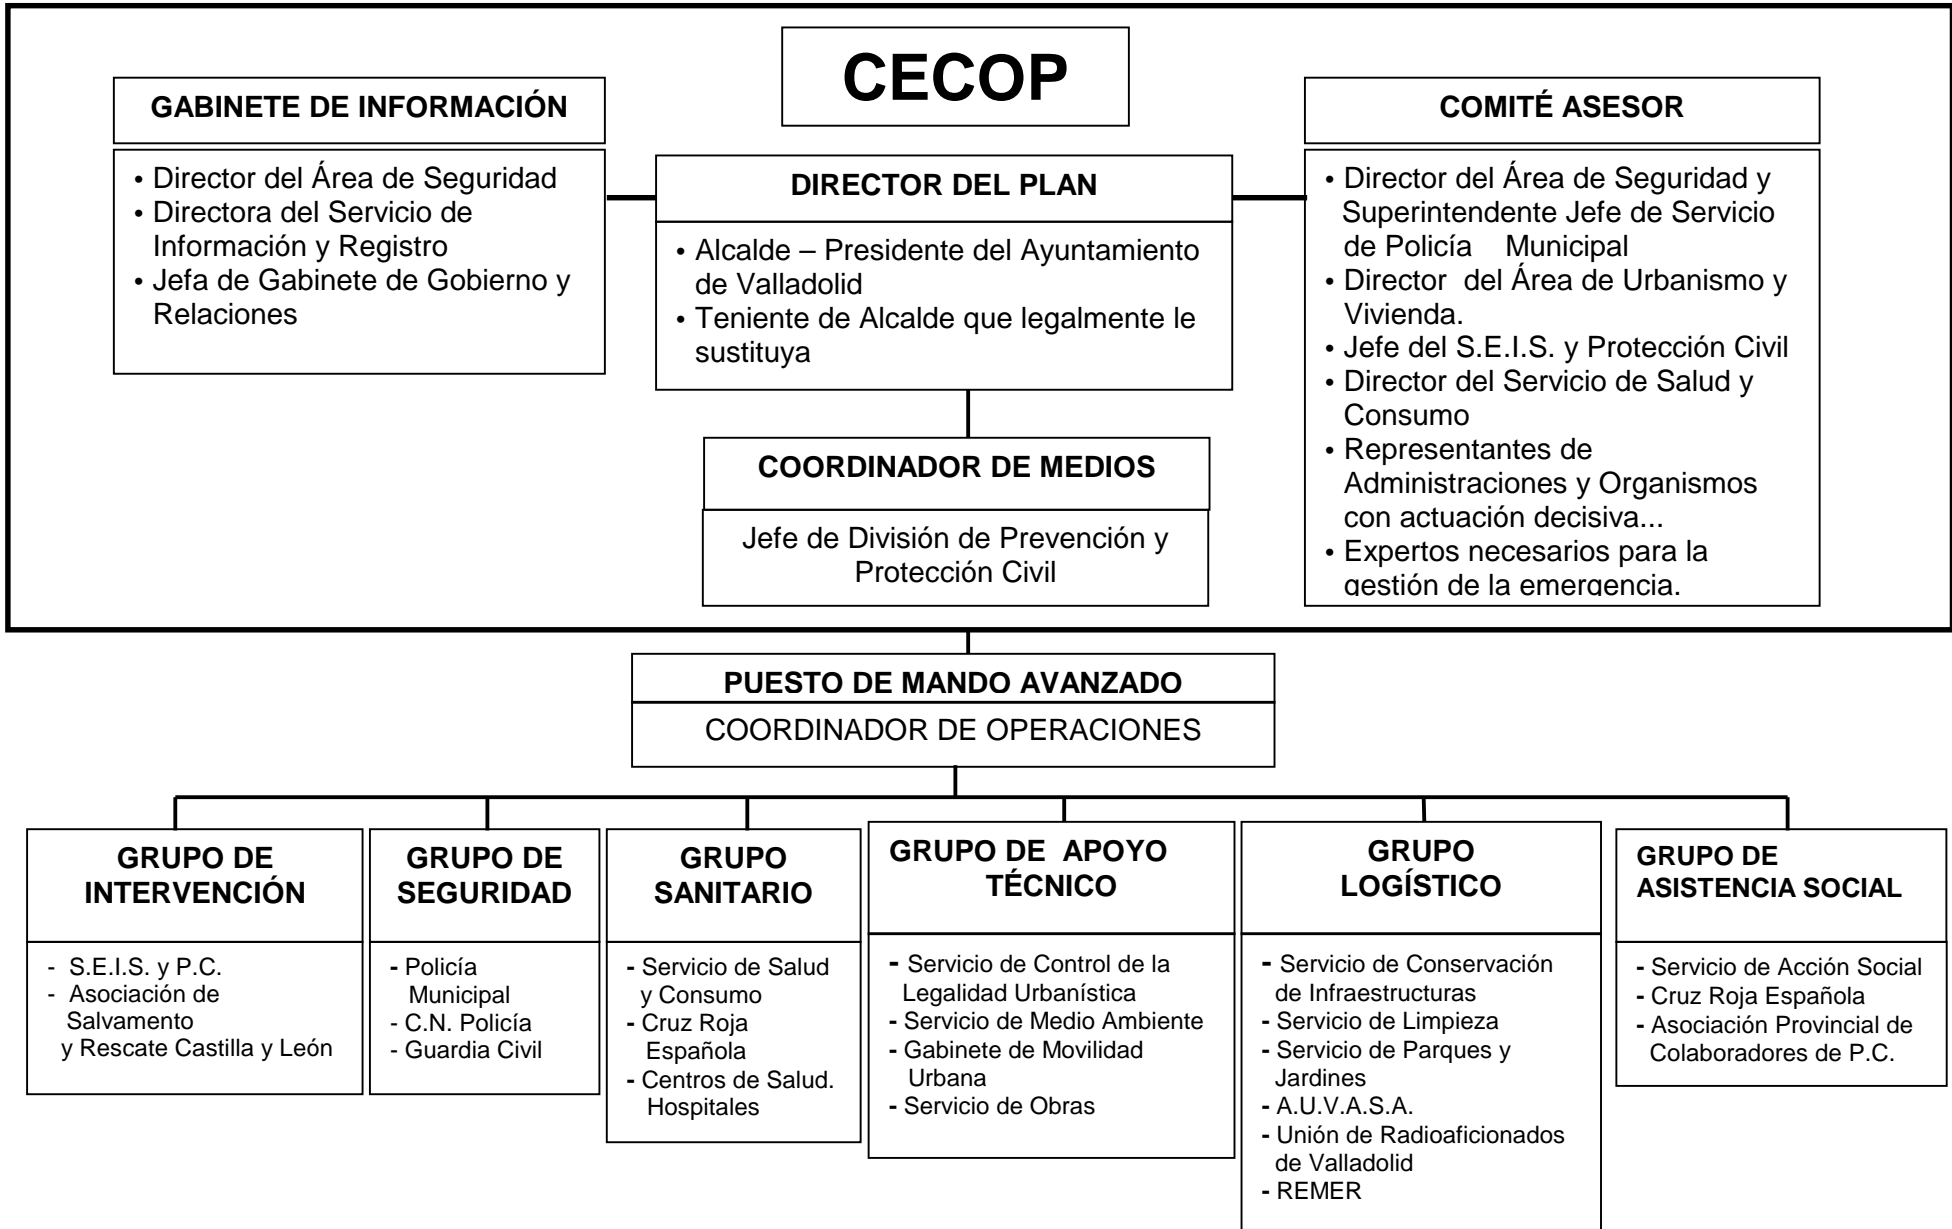 CECOP
GABINETE DE INFORMACIÓN
• Director del Área de Seguridad
• Directora del Servicio de
Información y Registro
• Jefa de Gabinete de Gobierno y
Relaciones
DIRECTOR DEL PLAN
• Alcalde – Presidente del Ayuntamiento
de Valladolid
• Teniente de Alcalde que legalmente le
sustituya
COMITÉ ASESOR
• Director del Área de Seguridad y
Superintendente Jefe de Servicio
de Policía Municipal
• Director del Área de Urbanismo y
Vivienda.
• Jefe del S.E.I.S. y Protección Civil
• Director del Servicio de Salud y
Consumo
• Representantes de
Administraciones y Organismos
con actuación decisiva...
• Expertos necesarios para la
gestión de la emergencia.
COORDINADOR DE MEDIOS
Jefe de División de Prevención y
Protección Civil
PUESTO DE MANDO AVANZADO
COORDINADOR DE OPERACIONES
GRUPO DE
INTERVENCIÓN
- S.E.I.S. y P.C.
- Asociación de
Salvamento
y Rescate Castilla y León
GRUPO DE
SEGURIDAD
- Policía
Municipal
- C.N. Policía
- Guardia Civil
GRUPO
SANITARIO
- Servicio de Salud
y Consumo
- Cruz Roja
Española
- Centros de Salud.
Hospitales
GRUPO DE APOYO
TÉCNICO
- Servicio de Control de la
Legalidad Urbanística
- Servicio de Medio Ambiente
- Gabinete de Movilidad
Urbana
- Servicio de Obras
GRUPO
LOGÍSTICO
- Servicio de Conservación
de Infraestructuras
- Servicio de Limpieza
- Servicio de Parques y
Jardines
- A.U.V.A.S.A.
- Unión de Radioaficionados
de Valladolid
- REMER
GRUPO DE
ASISTENCIA SOCIAL
- Servicio de Acción Social
- Cruz Roja Española
- Asociación Provincial de
Colaboradores de P.C.